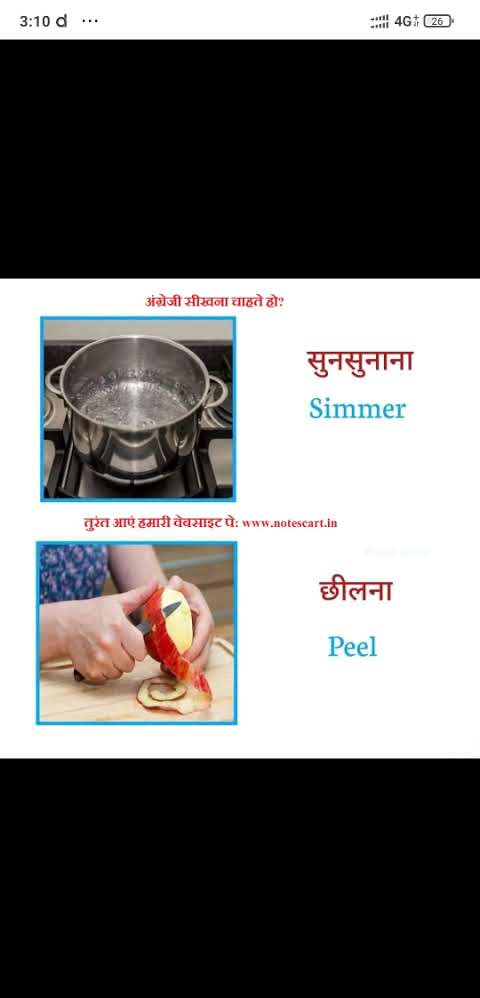 3:10 d ...
4G 26
अंग्रेजी सीखना चाहते हो?
सुनसुनाना
Simmer
तुरंत आएं हमारी वेबसाइट पे: www.notescart.in
छीलना
Peel